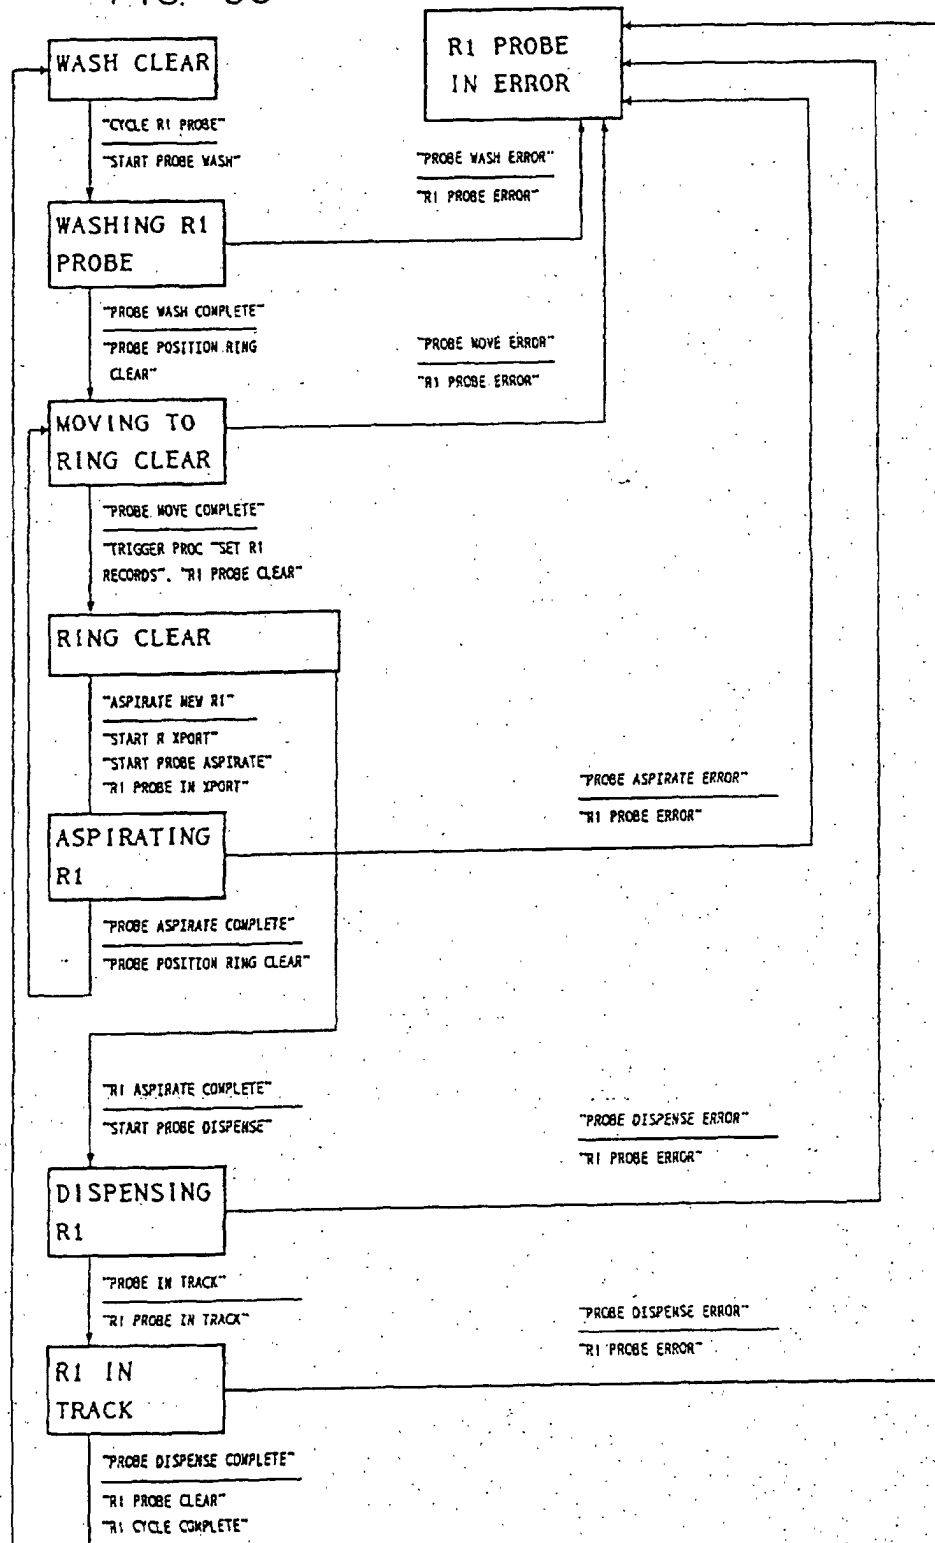 WASH CLEAR
"CYCLE R1 PROBE"
"START PROBE WASH"
R1 PROBE
IN ERROR
"PROBE WASH ERROR"
"R1 PROBE ERROR"
WASHING R1
PROBE
"PROBE WASH COMPLETE"
"PROBE POSITION RING
CLEAR"
"PROBE MOVE ERROR"
"R1 PROBE ERROR"
MOVING TO
RING CLEAR
"PROBE MOVE COMPLETE"
"TRIGGER PROC "SET R1
RECORDS", "R1 PROBE CLEAR"
RING CLEAR
"ASPIRATE NEW R1"
"START R XPORT"
"START PROBE ASPIRATE"
"R1 PROBE IN XPORT"
"PROBE ASPIRATE ERROR"
"R1 PROBE ERROR"
ASPIRATING
R1
"PROBE ASPIRATE COMPLETE"
"PROBE POSITION RING CLEAR"
"R1 ASPIRATE COMPLETE"
"START PROBE DISPENSE"
"PROBE DISPENSE ERROR"
"R1 PROBE ERROR"
DISPENSING
R1
"PROBE IN TRACK"
"R1 PROBE IN TRACK"
"PROBE DISPENSE ERROR"
"R1 PROBE ERROR"
R1 IN
TRACK
"PROBE DISPENSE COMPLETE"
"R1 PROBE CLEAR"
"R1 CYCLE COMPLETE"